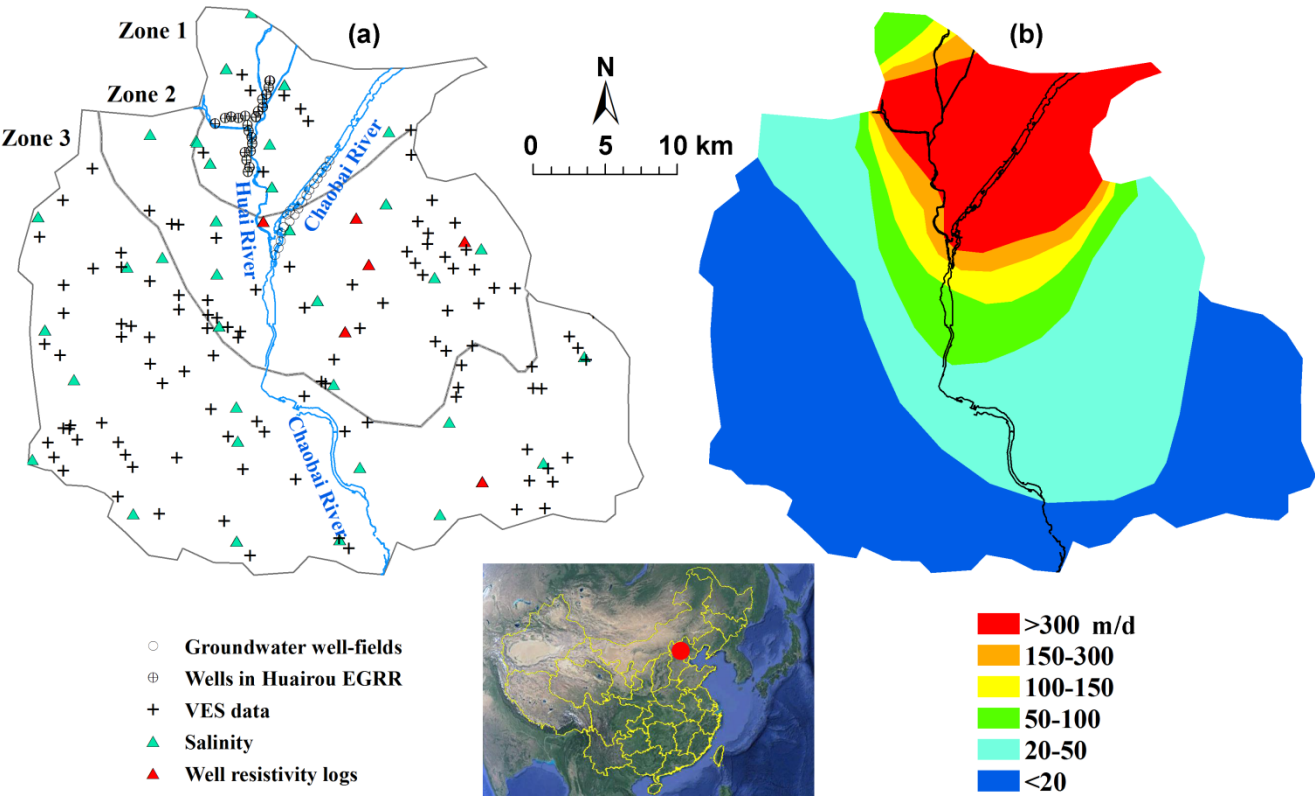 Zone 1
(a)
(b)
Zone 2
N
Zone 3
0 5 10 km
Chaobai River
Huai River
Chaobai River
Groundwater well-fields
Wells in Huairou EGRR
VES data
Salinity
Well resistivity logs
>300 m/d
150-300
100-150
50-100
20-50
<20